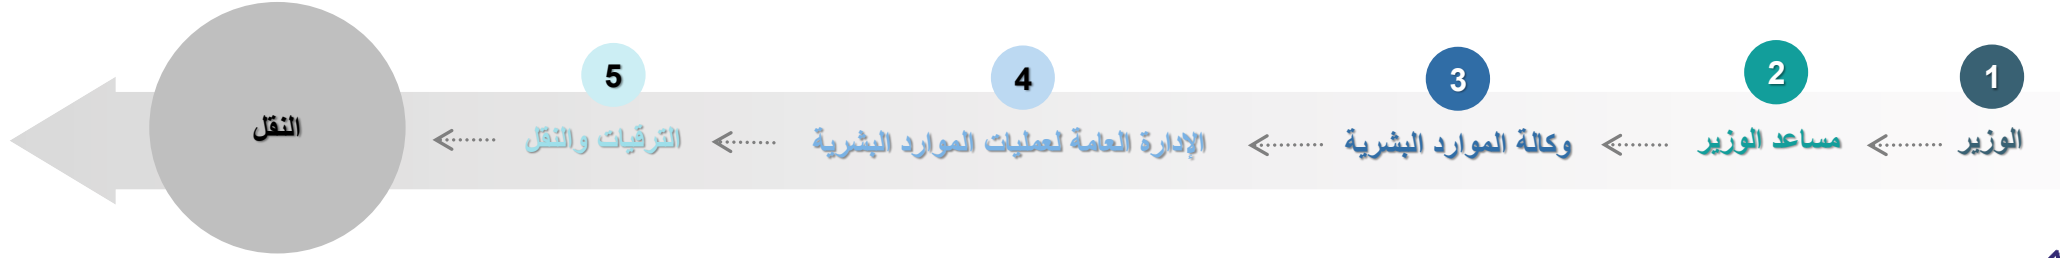 1
الوزير
2
مساعد الوزير
3
وكالة الموارد البشرية
4
الإدارة العامة لعمليات الموارد البشرية
5
الترقيات والنقل
النقل